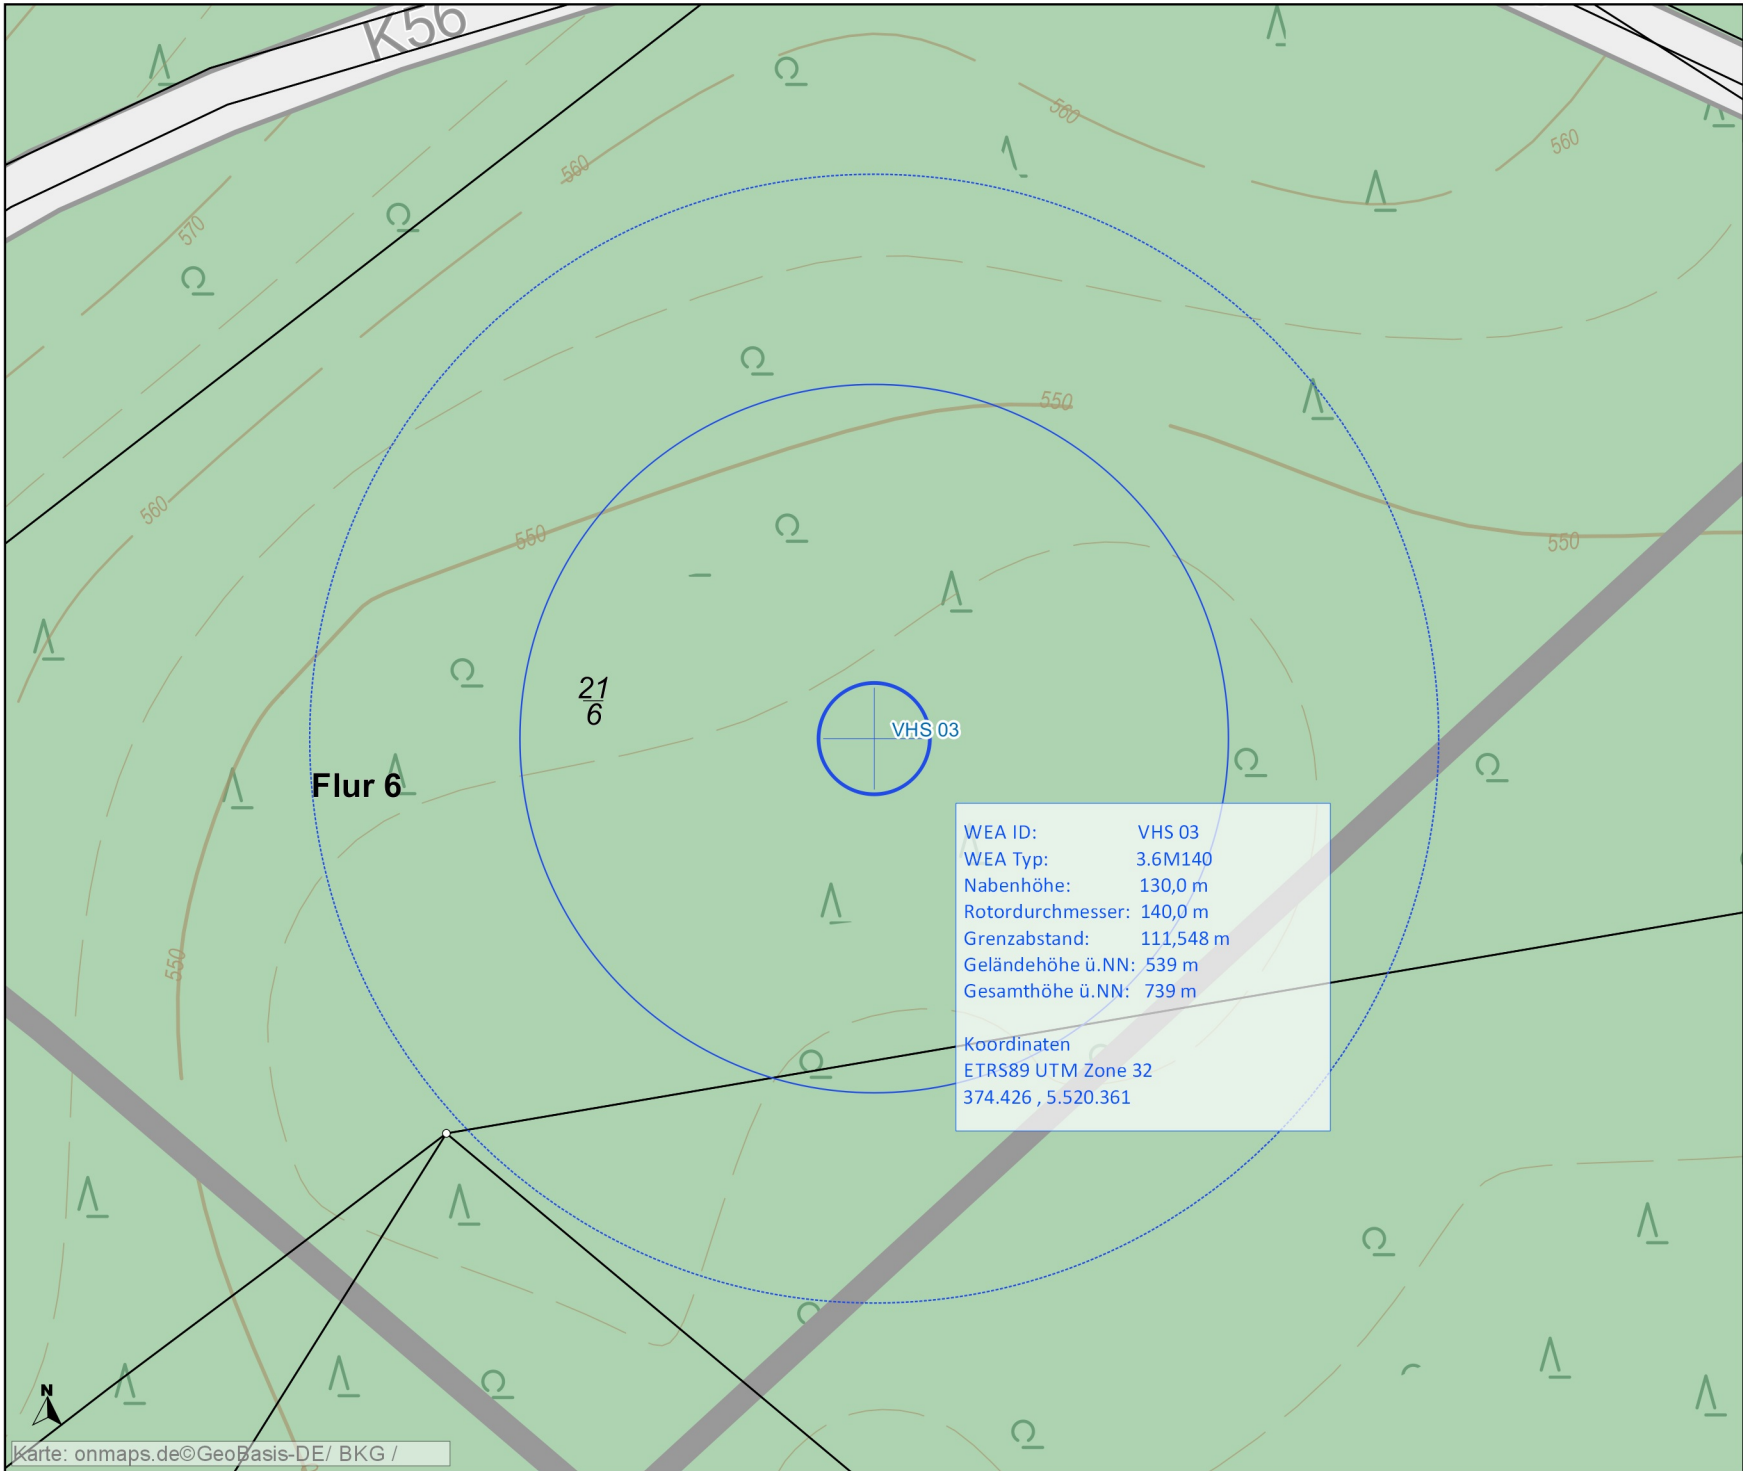 K56
560
560
560
570
550
560
550
550
21
6
VHS 03
Flur 6
WEA ID: VHS 03
WEA Typ: 3.6M140
Nabenhöhe: 130,0 m
Rotordurchmesser: 140,0 m
Grenzabstand: 111,548 m
Geländehöhe ü.NN: 539 m
Gesamthöhe ü.NN: 739 m
550
Koordinaten
ETRS89 UTM Zone 32
374.426 , 5.520.361
N
Karte: onmaps.de©GeoBasis-DE/ BKG /